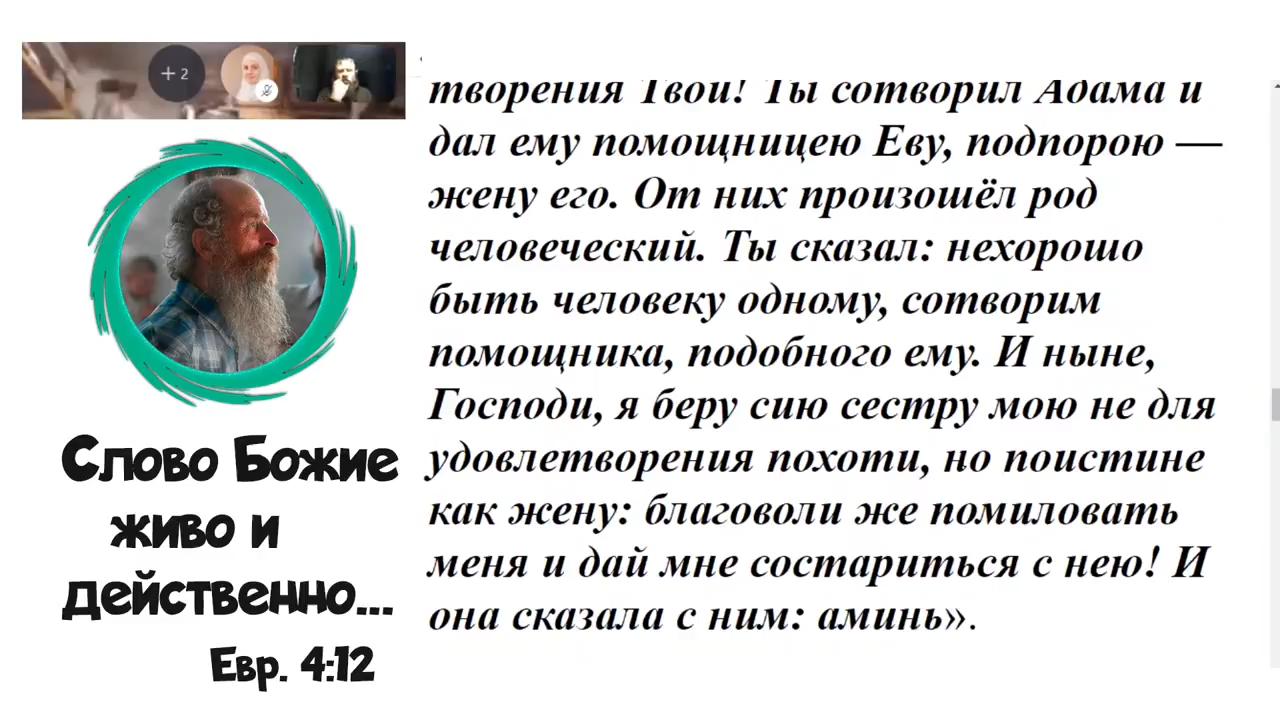 +2
творения Твои! Ты сотворил Адама и
дал ему помощницею Еву, подпорою —
жену его. От них произошёл род
человеческий. Ты сказал: нехорошо
быть человеку одному, сотворим
помощника, подобного ему. И ныне,
Господи, я беру сию сестру мою не для
удовлетворения похоти, но поистине
как жену: благоволи же помиловать
меня и дай мне состариться с нею! И
она сказала с ним: аминь».
Слово Божие
живо и
действенно...
Евр. 4:12